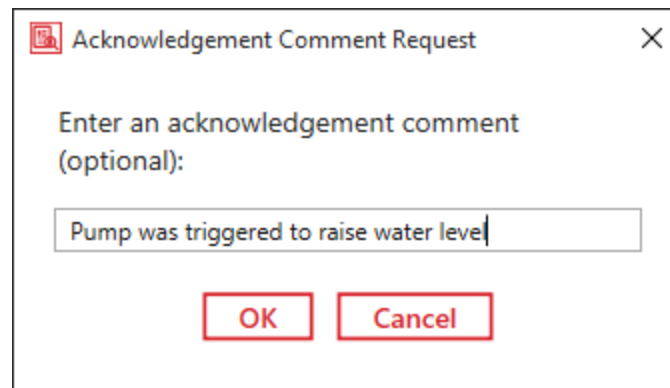 Acknowledgement Comment Request
Enter an acknowledgement comment
(optional):
Pump was triggered to raise water level
OK Cancel